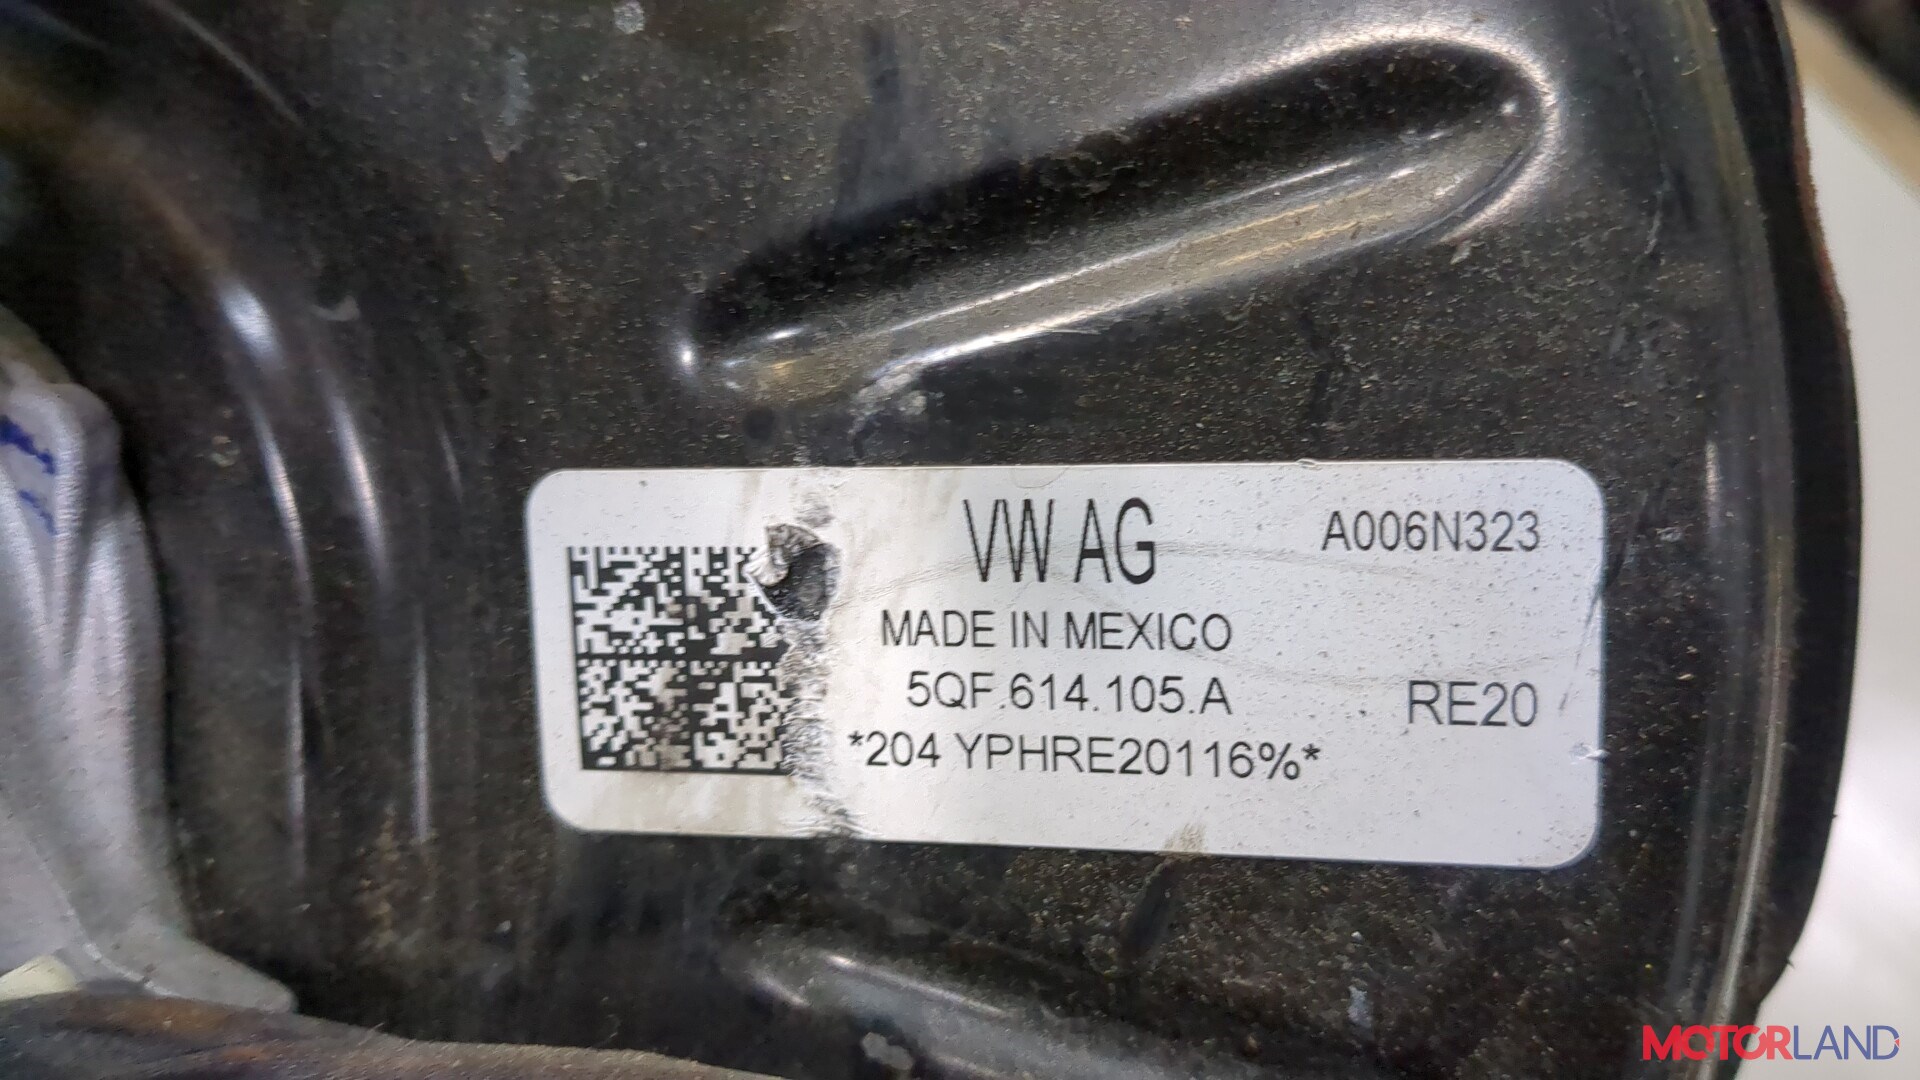 VW AG A006N323
MADE IN MEXICO
5QF.614.105.A RE20
*204 YPHRE20116%*
MOTORLAND